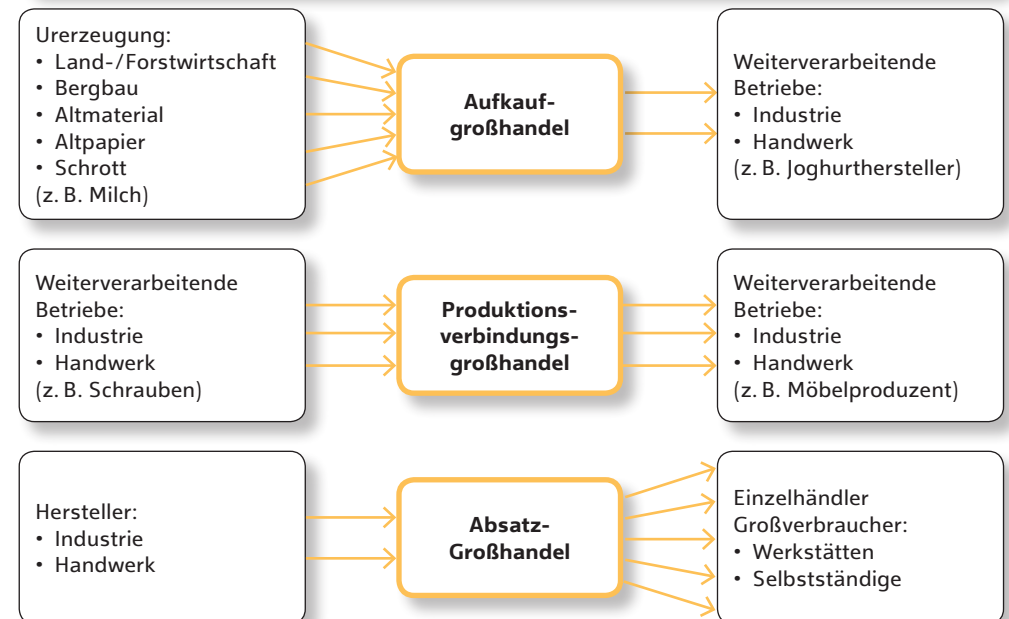 Urerzeugung:
• Land-/Forstwirtschaft
• Bergbau
• Altmaterial
• Altpapier
• Schrott
(z. B. Milch)
Aufkauf-
großhandel
Weiterverarbeitende
Betriebe:
• Industrie
• Handwerk
(z. B. Joghurthersteller)
Weiterverarbeitende
Betriebe:
• Industrie
• Handwerk
(z. B. Schrauben)
Produktions-
verbindungs-
großhandel
Weiterverarbeitende
Betriebe:
• Industrie
• Handwerk
(z. B. Möbelproduzent)
Hersteller:
• Industrie
• Handwerk
Absatz-
Großhandel
Einzelhändler
Großverbraucher:
• Werkstätten
• Selbstständige